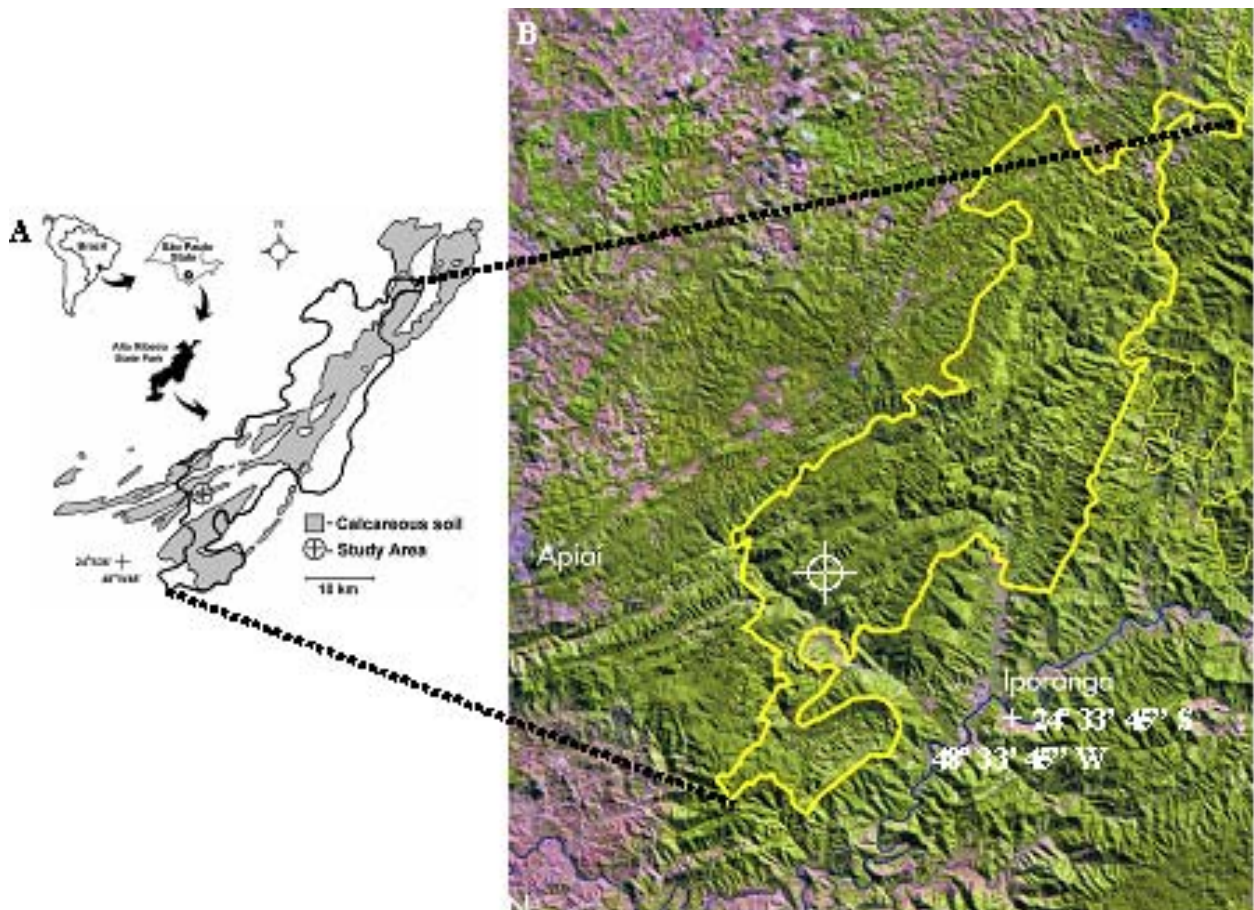 A
Brazil
São Paulo
State
Alto Ribeira
State Park
- Calcareous soil
- Study Area
10 km
B
Apiai
Iporanga
+ 24° 33' 45" S
48° 33' 45" W